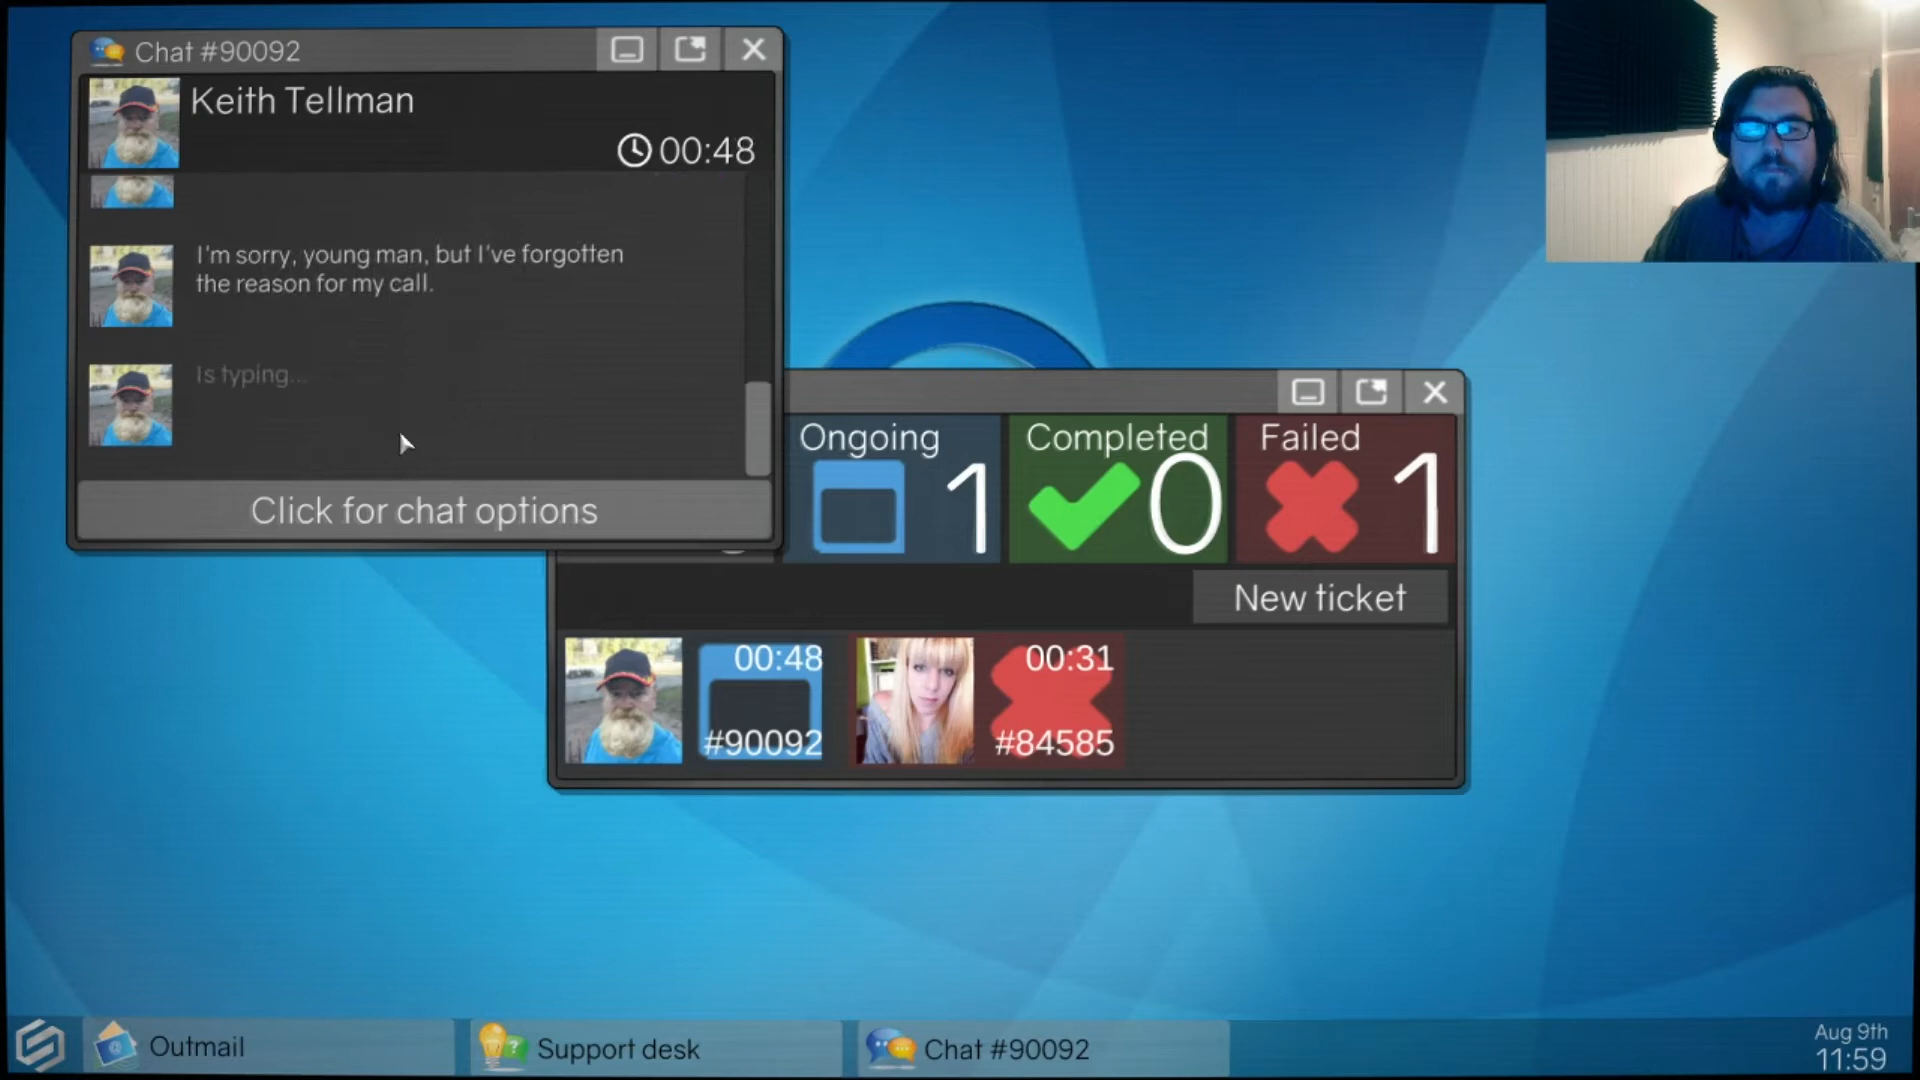 Chat #90092
Keith Tellman
00:48
I'm sorry, young man, but I've forgotten
the reason for my call.
Is typing...
Click for chat options
Ongoing
1
Completed
0
Failed
1
New ticket
00:48
#90092
00:31
#84585
Outmail
Support desk
Chat #90092
Aug 9th
11:59